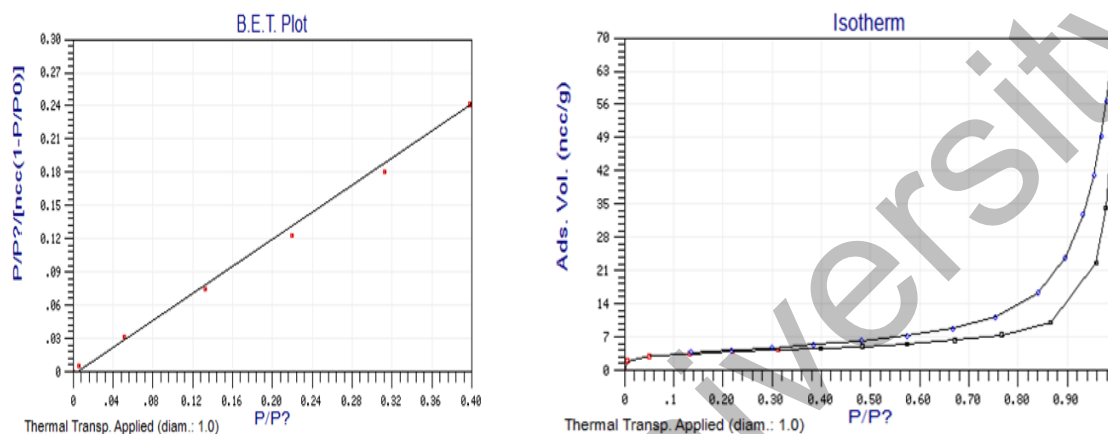 B.E.T. Plot
P/P?/[ncc(1-P/P0)]
0.30
0.27
0.24
0.21
0.18
0.15
0.12
.09
.06
.03
0
0 .04 .08 0.12 0.16 0.20 0.24 0.28 0.32 0.36 0.40
P/P?
Thermal Transp. Applied (diam.: 1.0)
Isotherm
Ads. Vol. (ncc/g)
70
63
56
49
42
35
28
21
14
7
0
0 0.1 0.20 0.30 0.40 0.50 0.60 0.70 0.80 0.90
P/P?
Thermal Transp. Applied (diam.: 1.0)
iversity